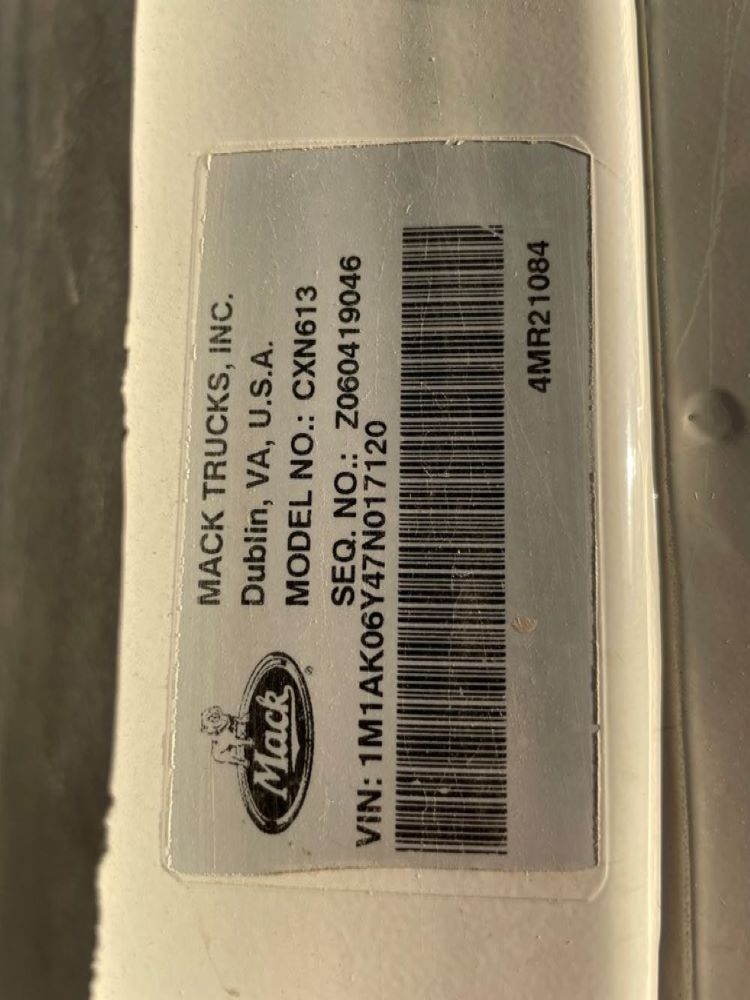 MACK TRUCKS, INC.
Dublin, VA, U.S.A.
MODEL NO.: CXN613
SEQ. NO.: Z060419046
Mack ®
VIN: 1M1AK06Y47N017120
4MR21084